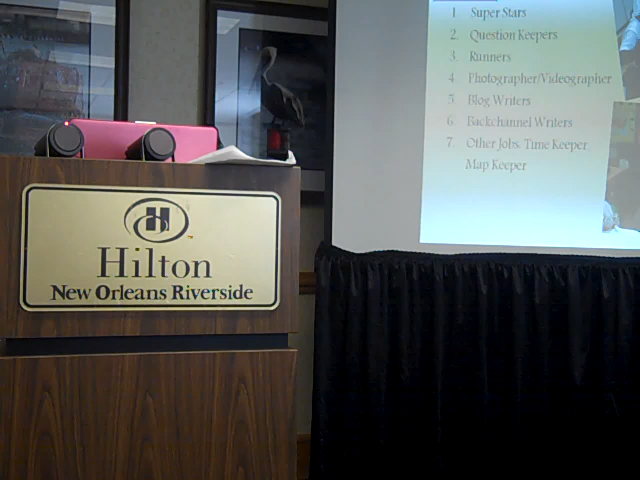 H
Hilton
New Orleans Riverside
1 Super Stars
2. Question Keepers
3. Runners
4 Photographer/Videographer
5 Blog Writers
6. Backchannel Writers
7. Other Jobs: Time Keeper,
Map Keeper